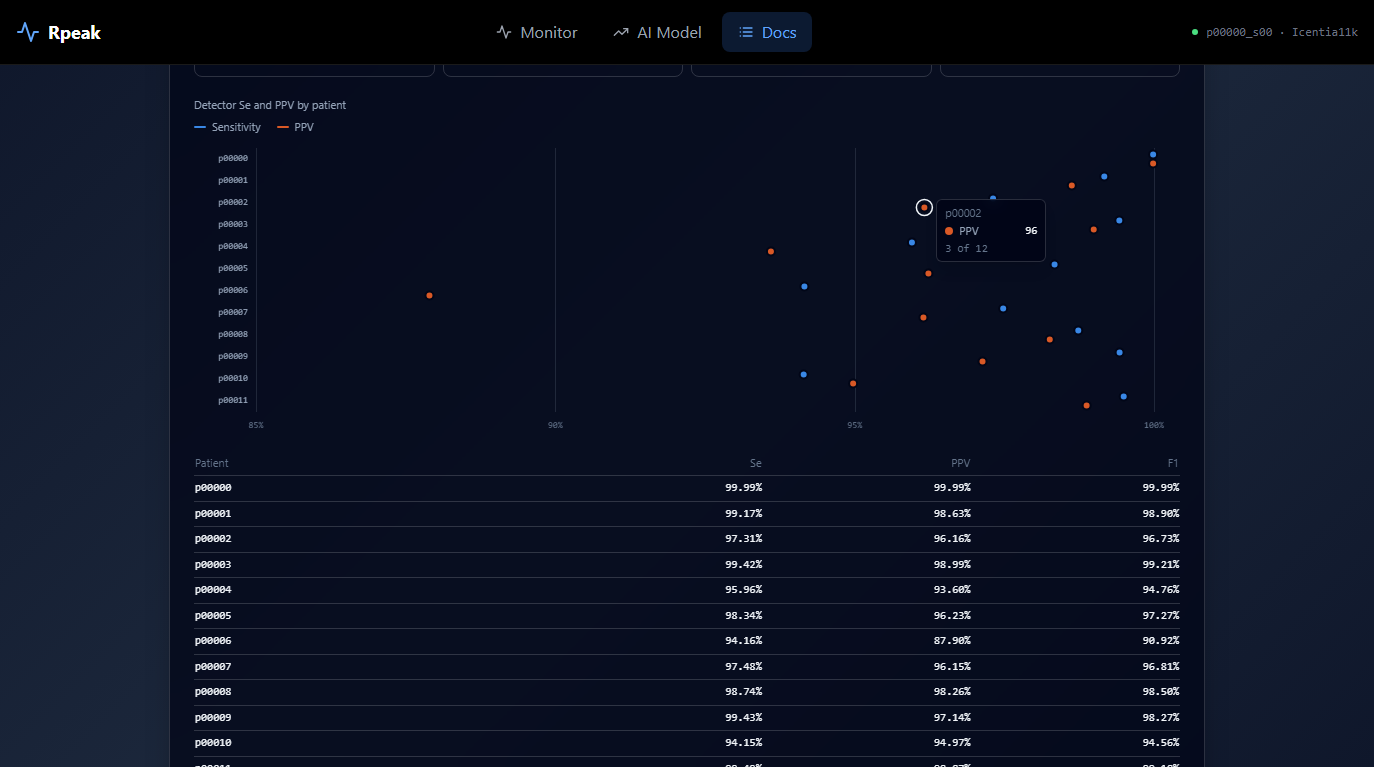 Rpeak
Monitor
AI Model
Docs
p00000_s00 · Icentia11k
Detector Se and PPV by patient
Sensitivity PPV
p00000
p00001
p00002
p00003
p00004
p00005
p00006
p00007
p00008
p00009
p00010
p00011
p00002
PPV 96
3 of 12
85% 90% 95% 100%
Patient Se PPV F1
p00000 99.99% 99.99% 99.99%
p00001 99.17% 98.63% 98.90%
p00002 97.31% 96.16% 96.73%
p00003 99.42% 98.99% 99.21%
p00004 95.96% 93.60% 94.76%
p00005 98.34% 96.23% 97.27%
p00006 94.16% 87.90% 90.92%
p00007 97.48% 96.15% 96.81%
p00008 98.74% 98.26% 98.50%
p00009 99.43% 97.14% 98.27%
p00010 94.15% 94.97% 94.56%